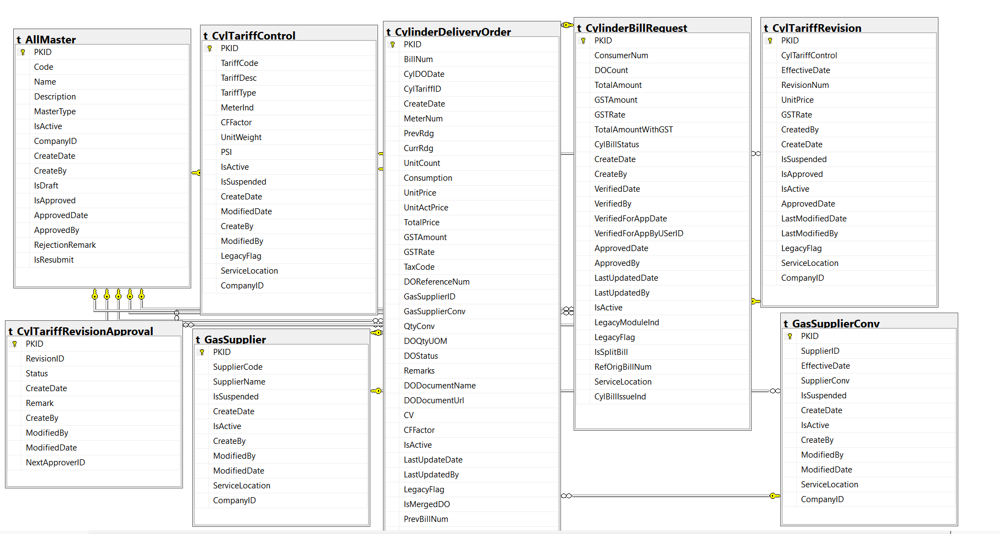 t_AllMaster
PKID
Code
Name
Description
MasterType
IsActive
CompanyID
CreateDate
CreateBy
IsDraft
IsApproved
ApprovedDate
ApprovedBy
RejectionRemark
IsResubmit
t_CylTariffControl
PKID
TariffCode
TariffDesc
TariffType
MeterInd
CFFactor
UnitWeight
PSI
IsActive
IsSuspended
CreateDate
ModifiedDate
CreateBy
ModifiedBy
LegacyFlag
ServiceLocation
CompanyID
t_CylinderDeliveryOrder
PKID
BillNum
CylDODate
CylTariffID
CreateDate
MeterNum
PrevRdg
CurrRdg
UnitCount
Consumption
UnitPrice
UnitActPrice
TotalPrice
GSTAmount
GSTRate
TaxCode
DOReferenceNum
GasSupplierID
GasSupplierConv
QtyConv
DOQtyUOM
DOStatus
Remarks
DODocumentName
DODocumentUrl
CV
CFFactor
IsActive
LastUpdateDate
LastUpdatedBy
LegacyFlag
IsMergedDO
PrevBillNum
t_CylinderBillRequest
PKID
ConsumerNum
DOCount
TotalAmount
GSTAmount
GSTRate
TotalAmountWithGST
CylBillStatus
CreateDate
CreateBy
VerifiedDate
VerifiedBy
VerifiedForAppDate
VerifiedForAppByUSerID
ApprovedDate
ApprovedBy
LastUpdatedDate
LastUpdatedBy
IsActive
LegacyModuleInd
LegacyFlag
IsSplitBill
RefOrigBillNum
ServiceLocation
CylBillIssueInd
t_CylTariffRevision
PKID
CylTariffControl
EffectiveDate
RevisionNum
UnitPrice
GSTRate
CreatedBy
CreateDate
IsSuspended
IsApproved
IsActive
ApprovedDate
LastModifiedDate
LastModifiedBy
LegacyFlag
ServiceLocation
CompanyID
t_CylTariffRevisionApproval
PKID
RevisionID
Status
CreateDate
Remark
CreateBy
ModifiedBy
ModifiedDate
NextApproverID
t_GasSupplier
PKID
SupplierCode
SupplierName
IsSuspended
CreateDate
IsActive
CreateBy
ModifiedBy
ModifiedDate
ServiceLocation
CompanyID
t_GasSupplierConv
PKID
SupplierID
EffectiveDate
SupplierConv
IsSuspended
CreateDate
IsActive
CreateBy
ModifiedBy
ModifiedDate
ServiceLocation
CompanyID